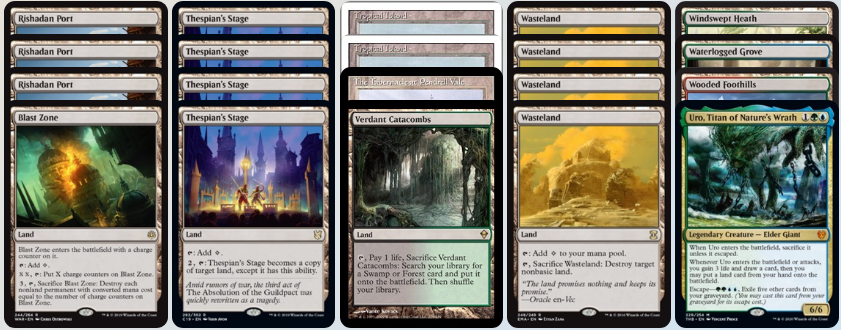 Rishadan Port
Rishadan Port
Rishadan Port
Blast Zone
Land
Blast Zone enters the battlefield with a charge
counter on it.
: Add
X X, : Put X charge counters on Blast Zone.
3, , Sacrifice Blast Zone: Destroy each
nonland permanent with converted mana cost
equal to the number of charge counters on
Blast Zone.
Thespian's Stage
Thespian's Stage
Thespian's Stage
Thespian's Stage
Land
: Add
2, : Thespian's Stage becomes a copy
of target land, except it has this ability.
Amid rumors of war, the third act of
The Absolution of the Guildpact was
quickly rewritten as a tragedy.
Tropical Island
Tropical Island
The Tabernacle at Pendrell Vale
Verdant Catacombs
Land
, Pay 1 life, Sacrifice Verdant
Catacombs: Search your library
for a Swamp or Forest card and put it
onto the battlefield. Then shuffle
your library.
Wasteland
Wasteland
Wasteland
Wasteland
Land
: Add to your mana pool.
, Sacrifice Wasteland: Destroy target
nonbasic land.
"The land promises nothing and keeps its
promise."
—Oracle en-Vec
Windswept Heath
Waterlogged Grove
Wooded Foothills
Uro, Titan of Nature's Wrath 1
Legendary Creature — Elder Giant
When Uro enters the battlefield, sacrifice it
unless it escaped.
Whenever Uro enters the battlefield or attacks,
you gain 3 life and draw a card, then you
may put a land card from your hand onto the
battlefield.
Escape— , Exile five other cards from
your graveyard. (You may cast this card from
your graveyard for its escape cost.)
6/6